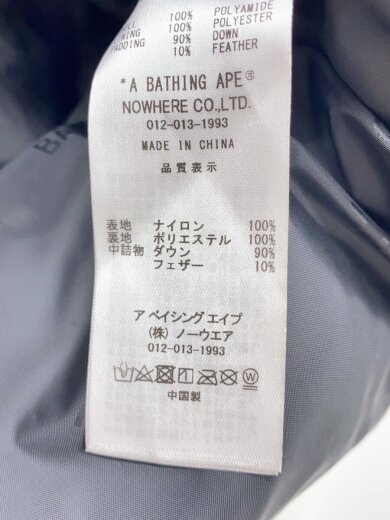 100% POLYAMIDE
100% POLYESTER
PADDING 90% DOWN
10% FEATHER
*A BATHING APE®
NOWHERE CO.,LTD.
012-013-1993
MADE IN CHINA
品質表示
表地 ナイロン 100%
裏地 ポリエステル 100%
中詰物 ダウン 90%
フェザー 10%
ア ベイシング エイプ
(株) ノーウエア
012-013-1993
中国製